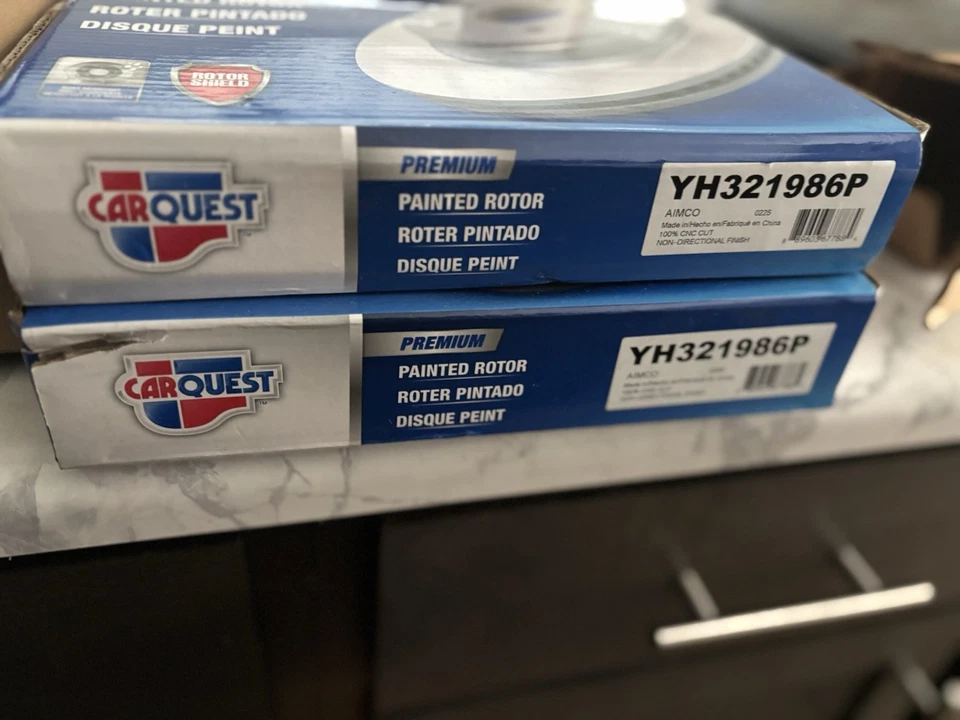 ROTER PINTADO
DISQUE PEINT
ROTOR
SHIELD
CARQUEST
PREMIUM
PAINTED ROTOR
ROTER PINTADO
DISQUE PEINT
YH321986P
AIMCO 0225
Made in/Hecho en/Fabriqué en China
100% CNC CUT
NON-DIRECTIONAL FINISH
CARQUEST
TM
PREMIUM
PAINTED ROTOR
ROTER PINTADO
DISQUE PEINT
YH321986P
AIMCO